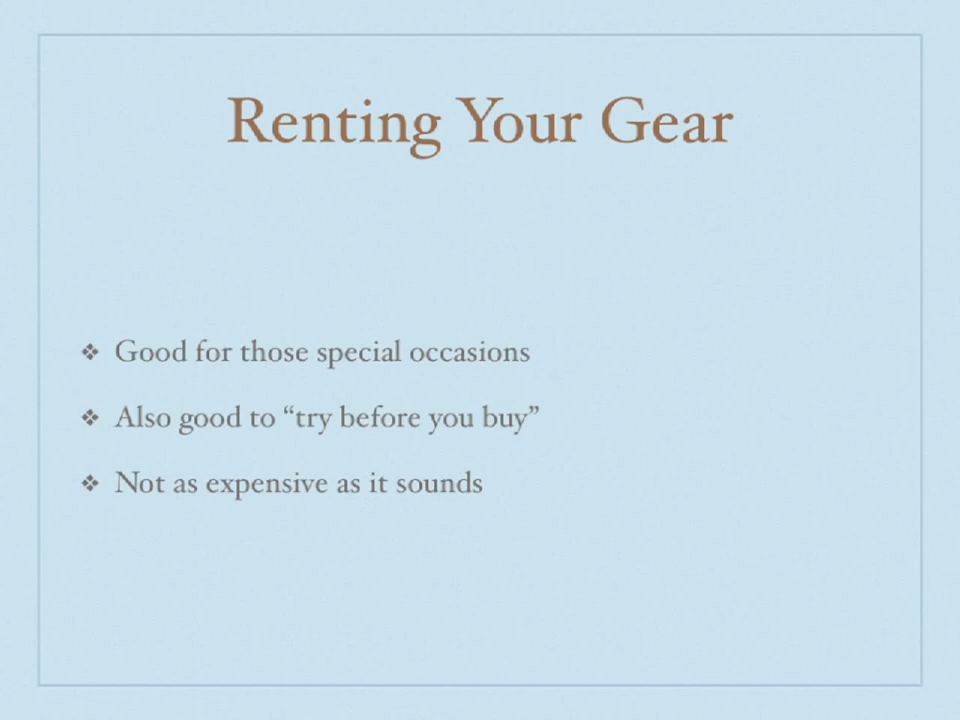 Renting Your Gear
❖ Good for those special occasions
❖ Also good to “try before you buy”
❖ Not as expensive as it sounds